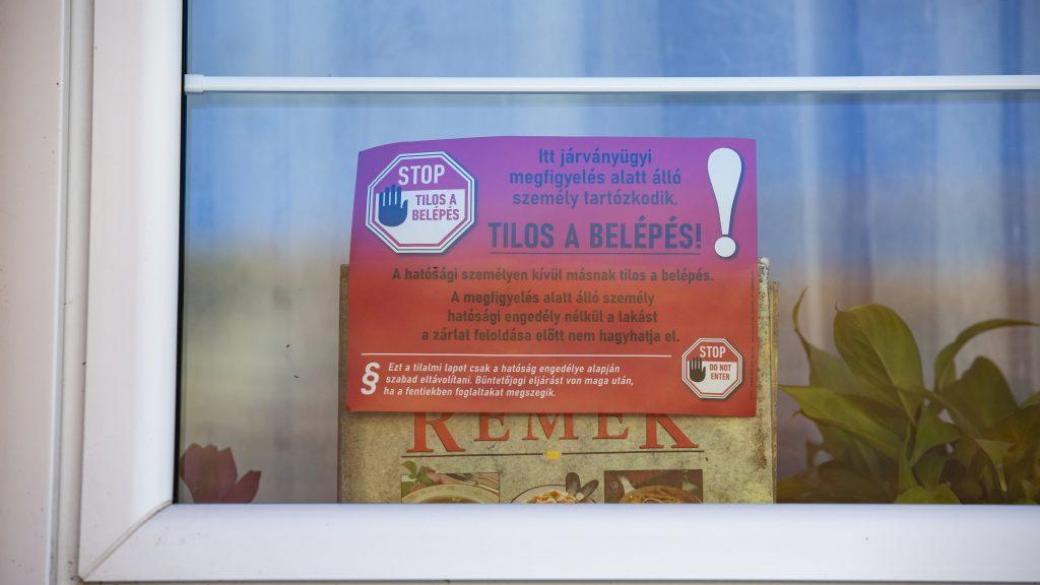 STOP
TILOS A
BELÉPÉS
Itt járványügyi
megfigyelés alatt álló
személy tartózkodik.
TILOS A BELÉPÉS!
A hatósági személyen kívül másnak tilos a belépés.
A megfigyelés alatt álló személy
hatósági engedély nélkül a lakást
a zárlat feloldása előtt nem hagyhatja el.
§ Ezt a tilalmi lapot csak a hatóság engedélye alapján
szabad eltávolítani. Büntetőjogi eljárást von maga után,
ha a fentiekben foglaltakat megszegik.
STOP
DO NOT
ENTER
REMEK